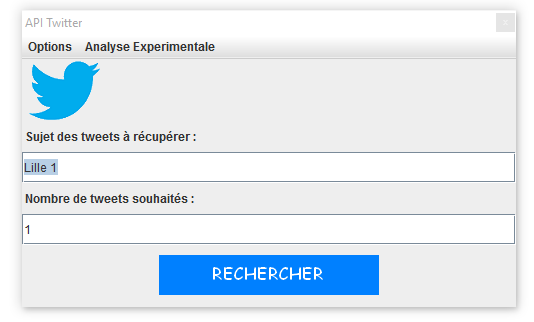 API Twitter
Options Analyse Experimentale
Sujet des tweets à récupérer :
Lille 1
Nombre de tweets souhaités :
1
RECHERCHER